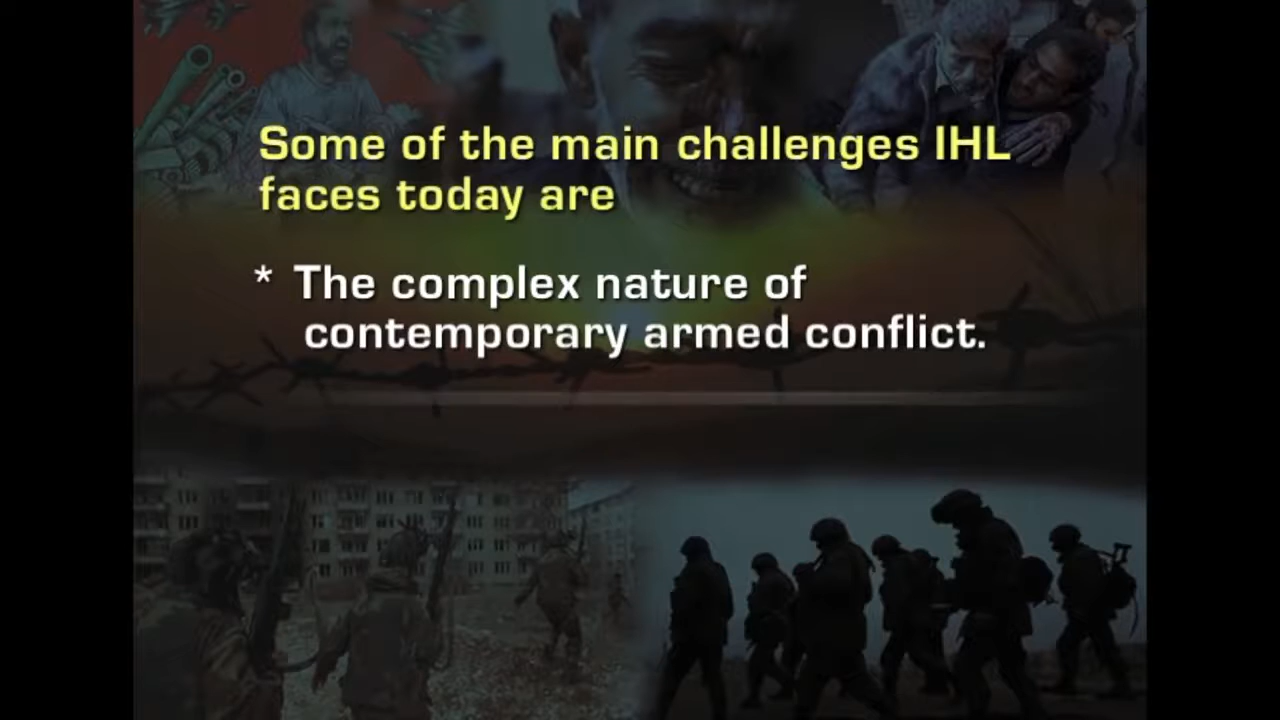 Some of the main challenges IHL
faces today are
* The complex nature of
contemporary armed conflict.